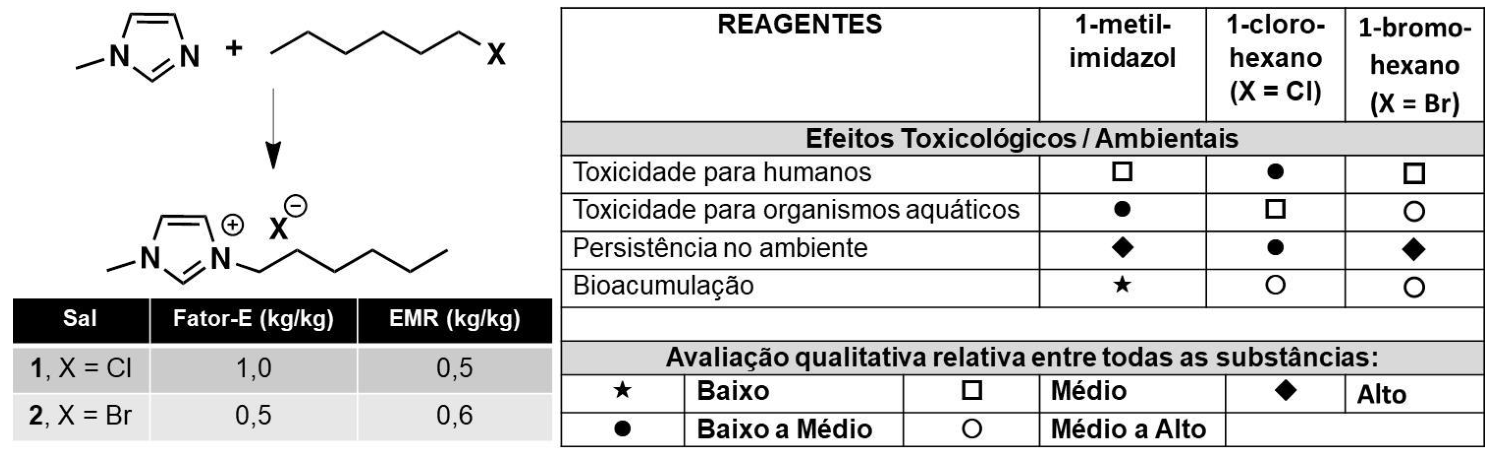 N
N
+
X
⊕
X
⊖
N
N
Sal Fator-E (kg/kg) EMR (kg/kg)
1, X = Cl 1,0 0,5
2, X = Br 0,5 0,6
REAGENTES
1-metil-
imidazol
1-cloro-
hexano
(X = Cl)
1-bromo-
hexano
(X = Br)
Efeitos Toxicológicos / Ambientais
Toxicidade para humanos □ ● □
Toxicidade para organismos aquáticos ● □ ○
Persistência no ambiente ◆ ● ◆
Bioacumulação ★ ○ ○
Avaliação qualitativa relativa entre todas as substâncias:
★ Baixo □ Médio ◆ Alto
● Baixo a Médio ○ Médio a Alto